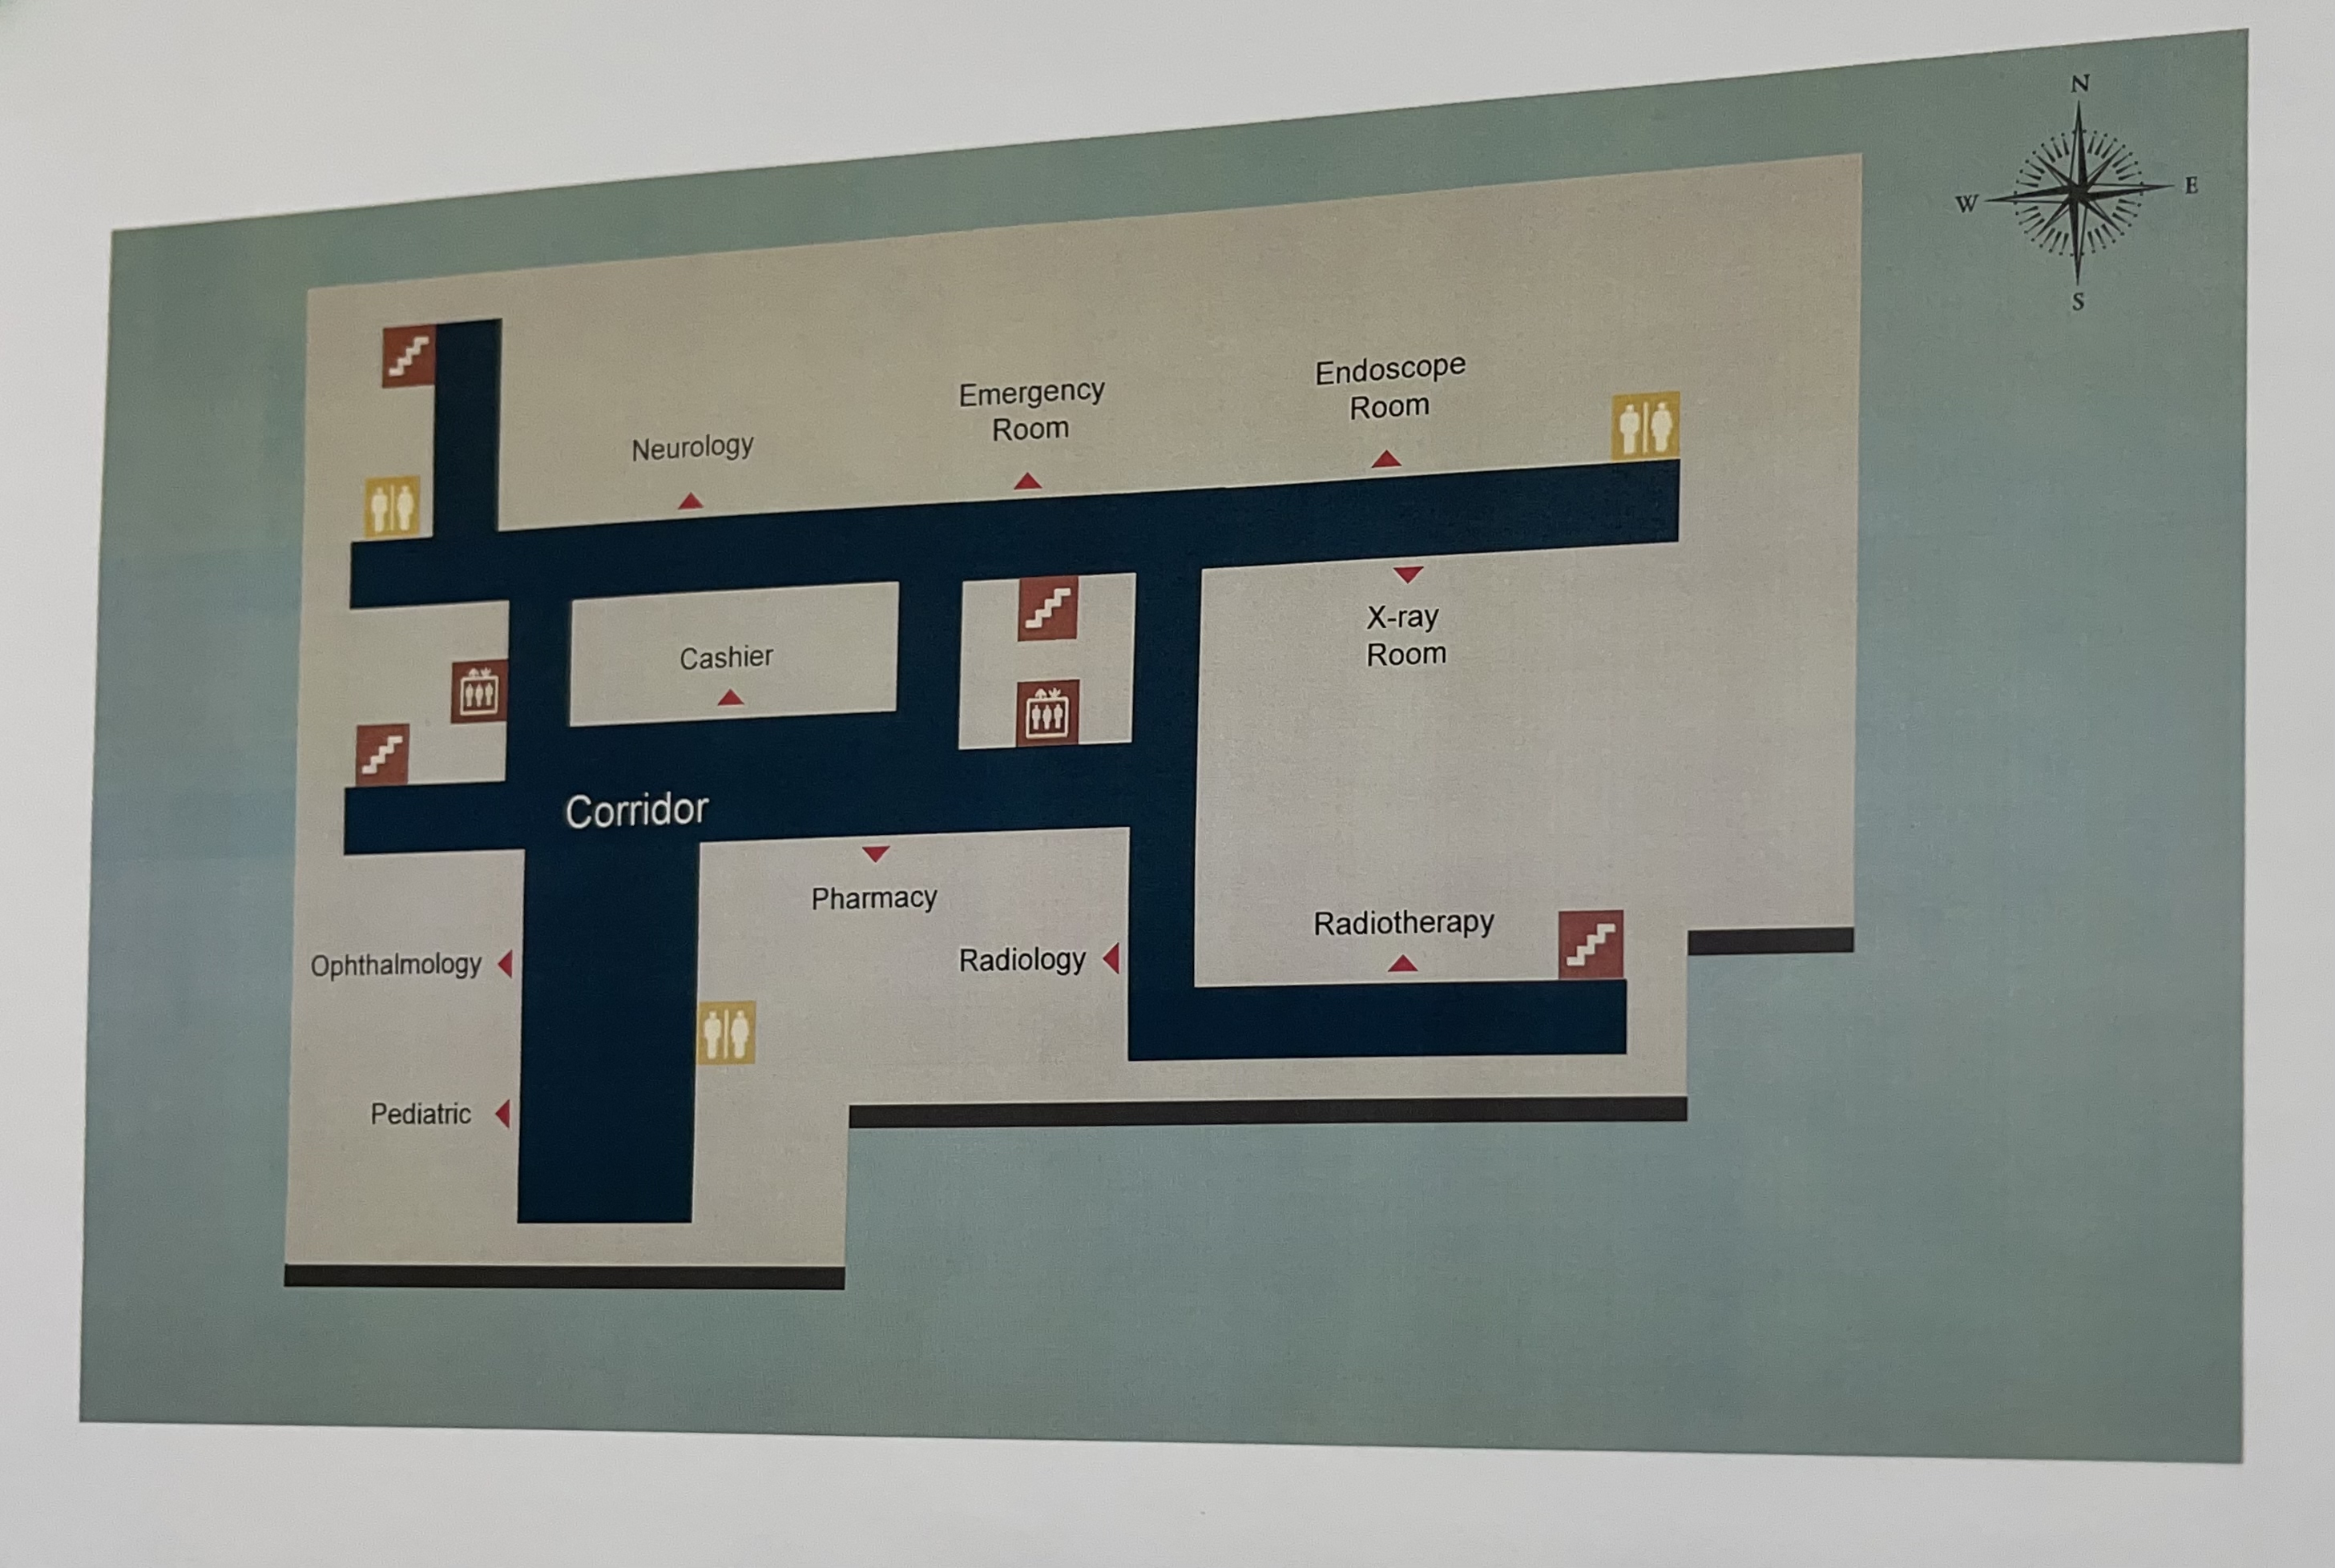 N
W
E
S
Endoscope
Room
Emergency
Room
Neurology
X-ray
Room
Cashier
Corridor
Pharmacy
Radiotherapy
Ophthalmology
Radiology
Pediatric